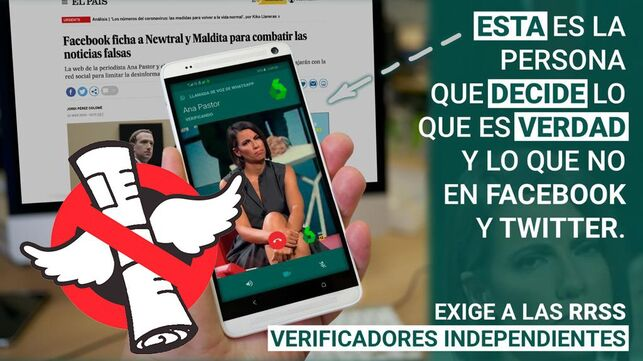 EL PAÍS
URGENTE Análisis | 'Los números del coronavirus: las medidas para volver a la vida normal', por Kiko Llaneras
Facebook ficha a Newtral y Maldita para combatir las
noticias falsas
La web de la periodista Ana Pastor y
red social para limitar la desinforma
JORDI PÉREZ COLOMÉ
LLAMADA DE VOZ DE WHATSAPP
Ana Pastor
VERIFICANDO
ESTA ES LA
PERSONA
QUE DECIDE LO
QUE ES VERDAD
Y LO QUE NO
EN FACEBOOK
Y TWITTER.
EXIGE A LAS RRSS
VERIFICADORES INDEPENDIENTES